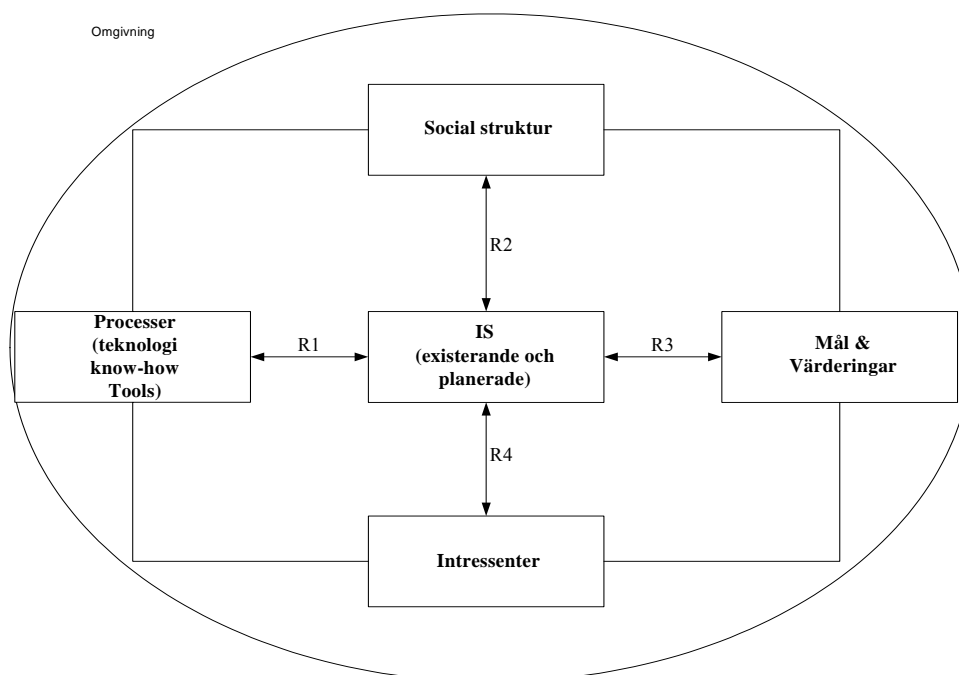 Omgivning
Social struktur
R2
Processer
(teknologi
know-how
Tools)
R1
IS
(existerande och
planerade)
R3
Mål &
Värderingar
R4
Intressenter